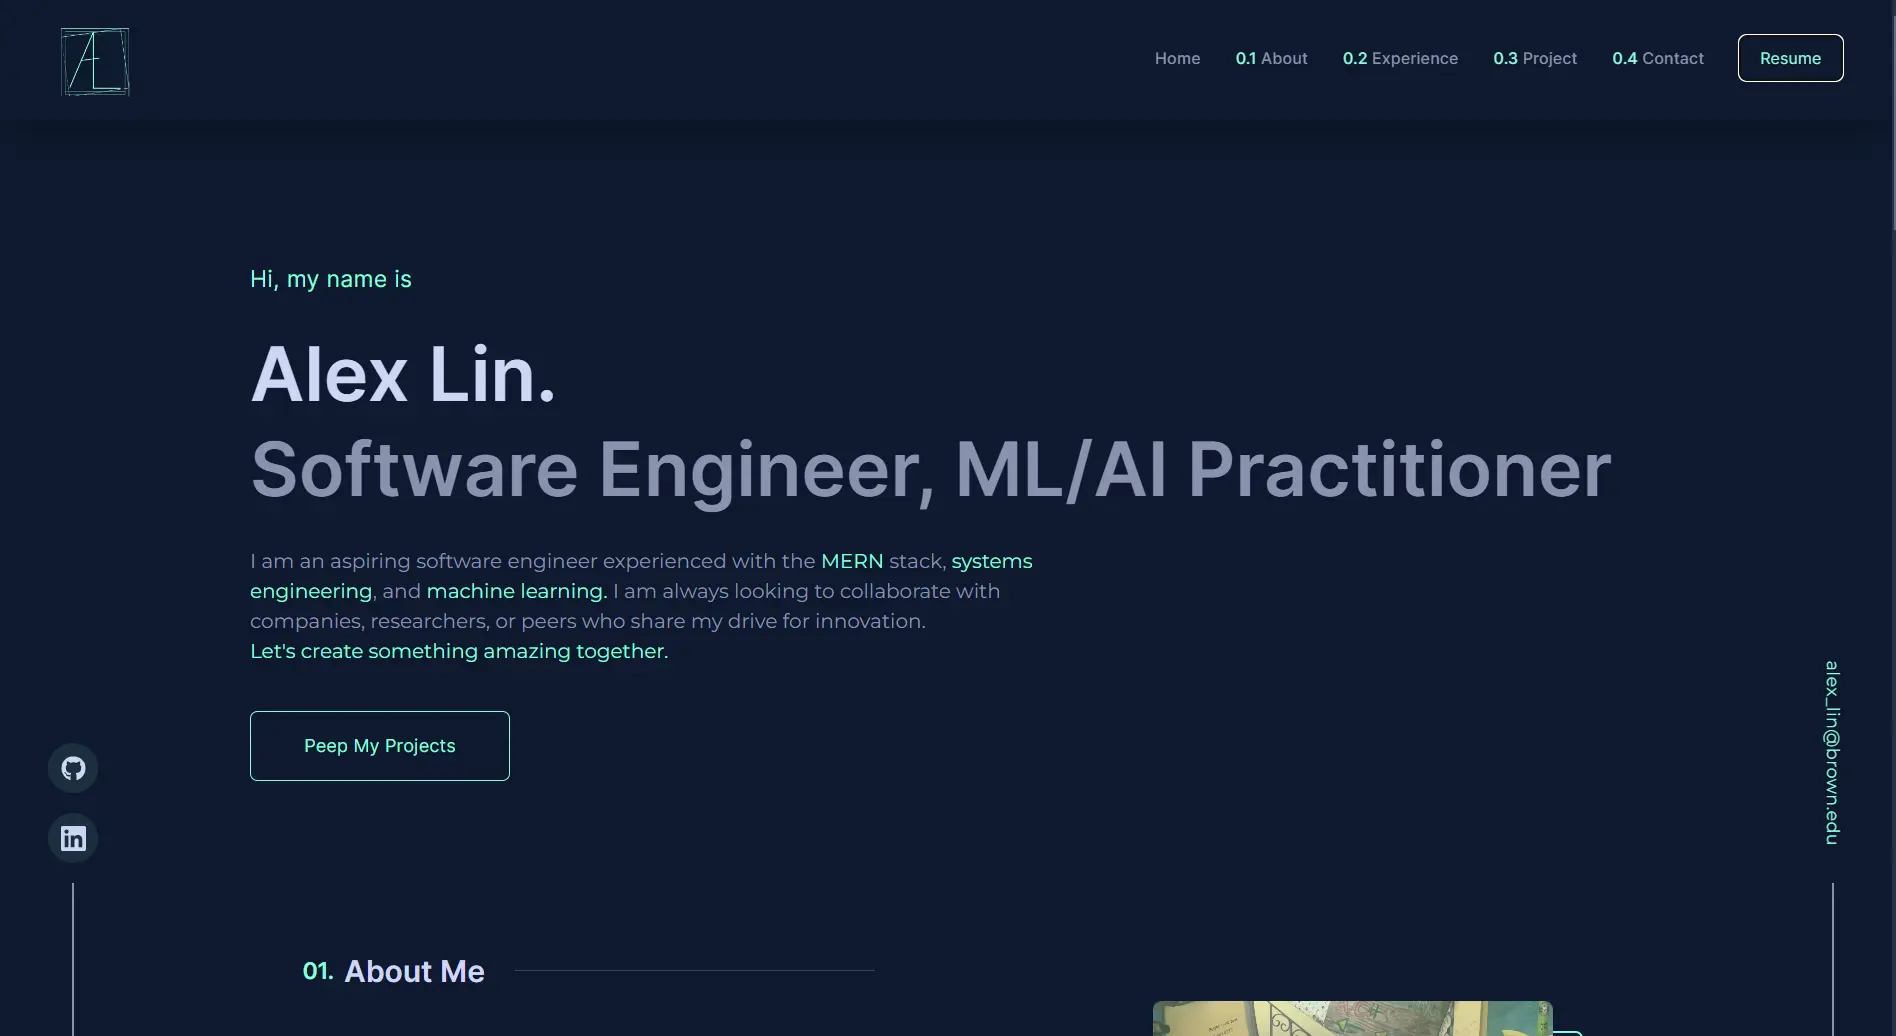 AL
Home
0.1 About
0.2 Experience
0.3 Project
0.4 Contact
Resume
Hi, my name is
Alex Lin.
Software Engineer, ML/AI Practitioner
I am an aspiring software engineer experienced with the MERN stack, systems
engineering, and machine learning. I am always looking to collaborate with
companies, researchers, or peers who share my drive for innovation.
Let's create something amazing together.
Peep My Projects
in
alex_lin@brown.edu
01. About Me